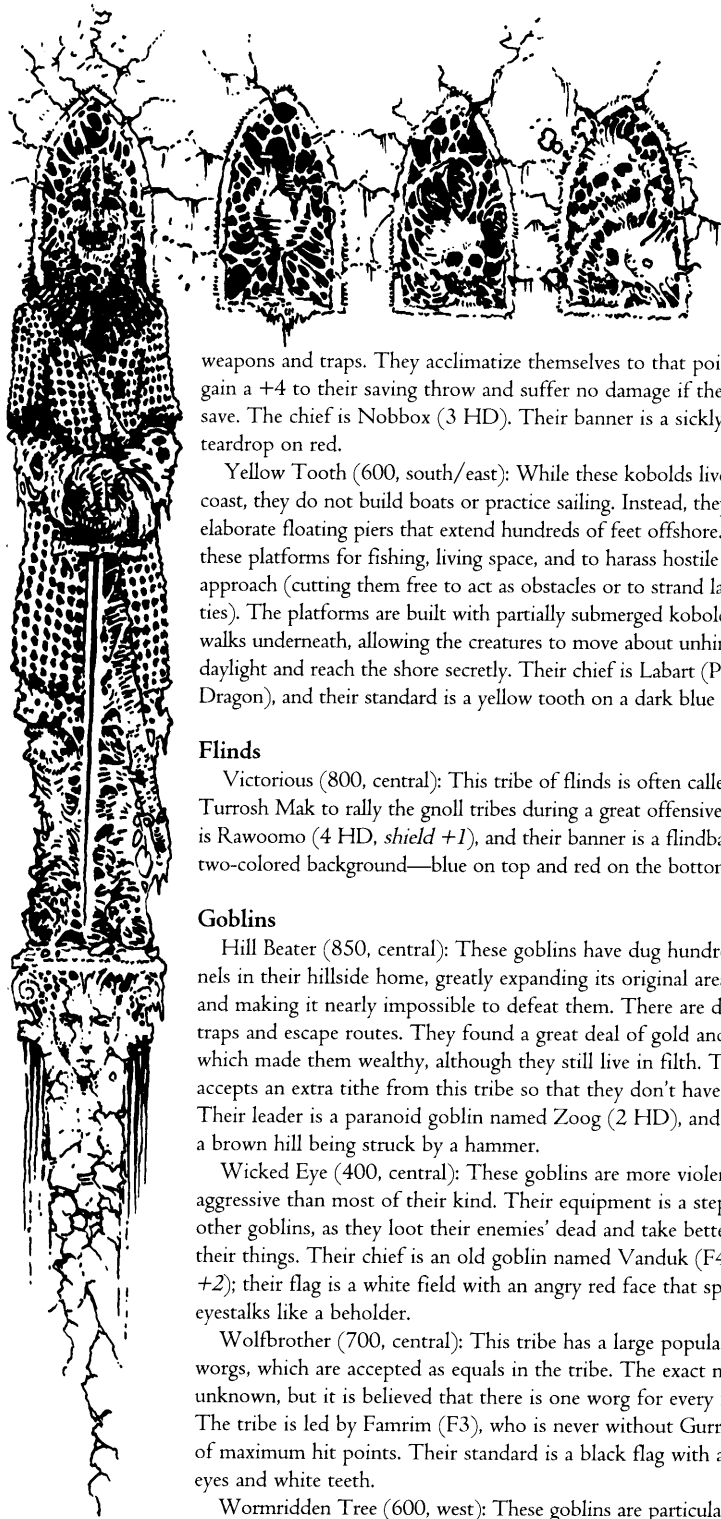 weapons and traps. They acclimatize themselves to that poi
gain a +4 to their saving throw and suffer no damage if the
save. The chief is Nobbox (3 HD). Their banner is a sickly
teardrop on red.
Yellow Tooth (600, south/east): While these kobolds live
coast, they do not build boats or practice sailing. Instead, they
elaborate floating piers that extend hundreds of feet offshore.
these platforms for fishing, living space, and to harass hostile
approach (cutting them free to act as obstacles or to strand la
ties). The platforms are built with partially submerged kobol
walks underneath, allowing the creatures to move about unhin
daylight and reach the shore secretly. Their chief is Labart (P
Dragon), and their standard is a yellow tooth on a dark blue
Flinds
Victorious (800, central): This tribe of flinds is often calle
Turrosh Mak to rally the gnoll tribes during a great offensive
is Rawoomo (4 HD, shield +1), and their banner is a flindba
two-colored background—blue on top and red on the bottom
Goblins
Hill Beater (850, central): These goblins have dug hundre
nels in their hillside home, greatly expanding its original are
and making it nearly impossible to defeat them. There are d
traps and escape routes. They found a great deal of gold and
which made them wealthy, although they still live in filth. T
accepts an extra tithe from this tribe so that they don't have
Their leader is a paranoid goblin named Zoog (2 HD), and
a brown hill being struck by a hammer.
Wicked Eye (400, central): These goblins are more violen
aggressive than most of their kind. Their equipment is a step
other goblins, as they loot their enemies' dead and take bette
their things. Their chief is an old goblin named Vanduk (F4
+2); their flag is a white field with an angry red face that sp
eyestalks like a beholder.
Wolfbrother (700, central): This tribe has a large popula
worgs, which are accepted as equals in the tribe. The exact n
unknown, but it is believed that there is one worg for every
The tribe is led by Famrim (F3), who is never without Gurr
of maximum hit points. Their standard is a black flag with a
eyes and white teeth.
Wormridden Tree (600, west): These goblins are particula